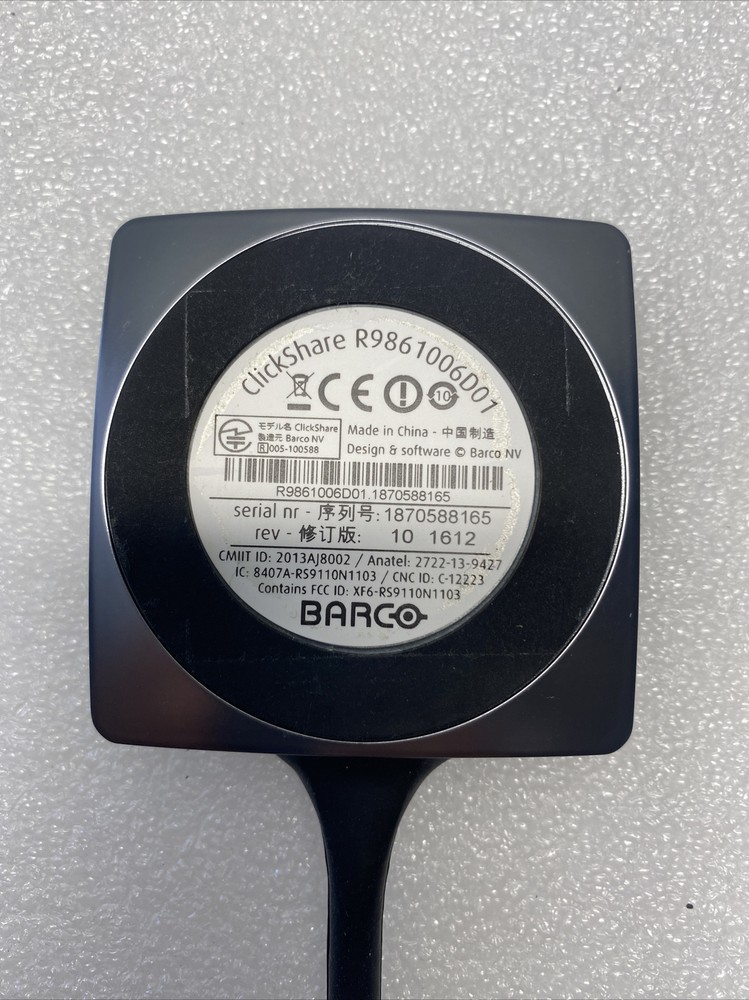 ClickShare R9861006D01
CE
10
モデル名 ClickShare
製造元 Barco NV
R 005-100588
Made in China - 中国制造
Design & software © Barco NV
R9861006D01.1870588165
serial nr - 序列号: 1870588165
rev - 修订版: 10 1612
CMIIT ID: 2013AJ8002 / Anatel: 2722-13-9427
IC: 8407A-RS9110N1103 / CNC ID: C-12223
Contains FCC ID: XF6-RS9110N1103
BARCO